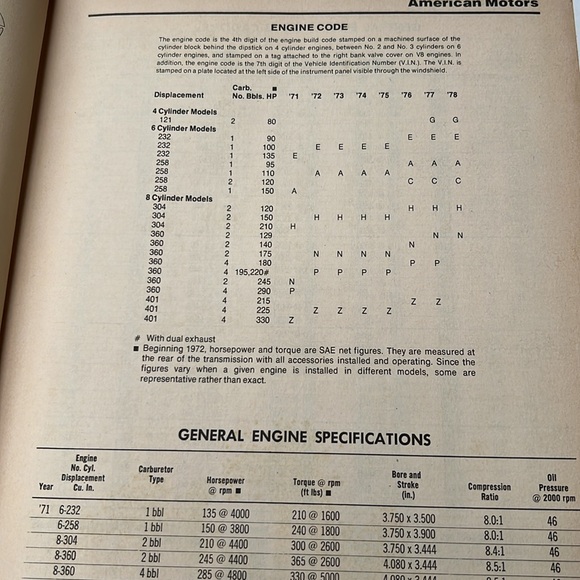 American Motors
ENGINE CODE
The engine code is the 4th digit of the engine build code stamped on a machined surface of the
cylinder block behind the dipstick on 4 cylinder engines, between No. 2 and No. 3 cylinders on 6
cylinder engines, and stamped on a tag attached to the right bank valve cover on V8 engines. In
addition, the engine code is the 7th digit of the Vehicle Identification Number (V.I.N.). The V.I.N. is
stamped on a plate located at the left side of the instrument panel visible through the windshield.
Carb. ■
Displacement No. Bbls. HP '71 '72 '73 '74 '75 '76 '77 '78
4 Cylinder Models
121 2 80 G G
6 Cylinder Models
232 1 90 E E E
232 1 100 E E E E
232 1 135 E
258 1 95 A A A
258 1 110 A A A A
258 2 120 C C C
258 1 150 A
8 Cylinder Models
304 2 120 H H H
304 2 150 H H H H
304 2 210 H
360 2 129 N N
360 2 140 N
360 2 175 N N N N
360 4 180 P P
360 4 195,220# P P P P
360 2 245 N
360 4 290 P
401 4 215 Z Z
401 4 225 Z Z Z Z
401 4 330 Z
# With dual exhaust
■ Beginning 1972, horsepower and torque are SAE net figures. They are measured at
the rear of the transmission with all accessories installed and operating. Since the
figures vary when a given engine is installed in different models, some are
representative rather than exact.
GENERAL ENGINE SPECIFICATIONS
Year Engine No. Cyl. Displacement Cu. In. Carburetor Type Horsepower @ rpm ■ Torque @ rpm (ft lbs) ■ Bore and Stroke (in.) Compression Ratio Oil Pressure @ 2000 rpm
'71 6-232 1 bbl 135 @ 4000 210 @ 1600 3.750 x 3.500 8.0:1 46
6-258 1 bbl 150 @ 3800 240 @ 1800 3.750 x 3.900 8.0:1 46
8-304 2 bbl 210 @ 4400 300 @ 2600 3.750 x 3.444 8.4:1 46
8-360 2 bbl 245 @ 4400 365 @ 2600 4.080 x 3.444 8.5:1 46
8-360 4 bbl 285 @ 4800 330 @ 5000 46